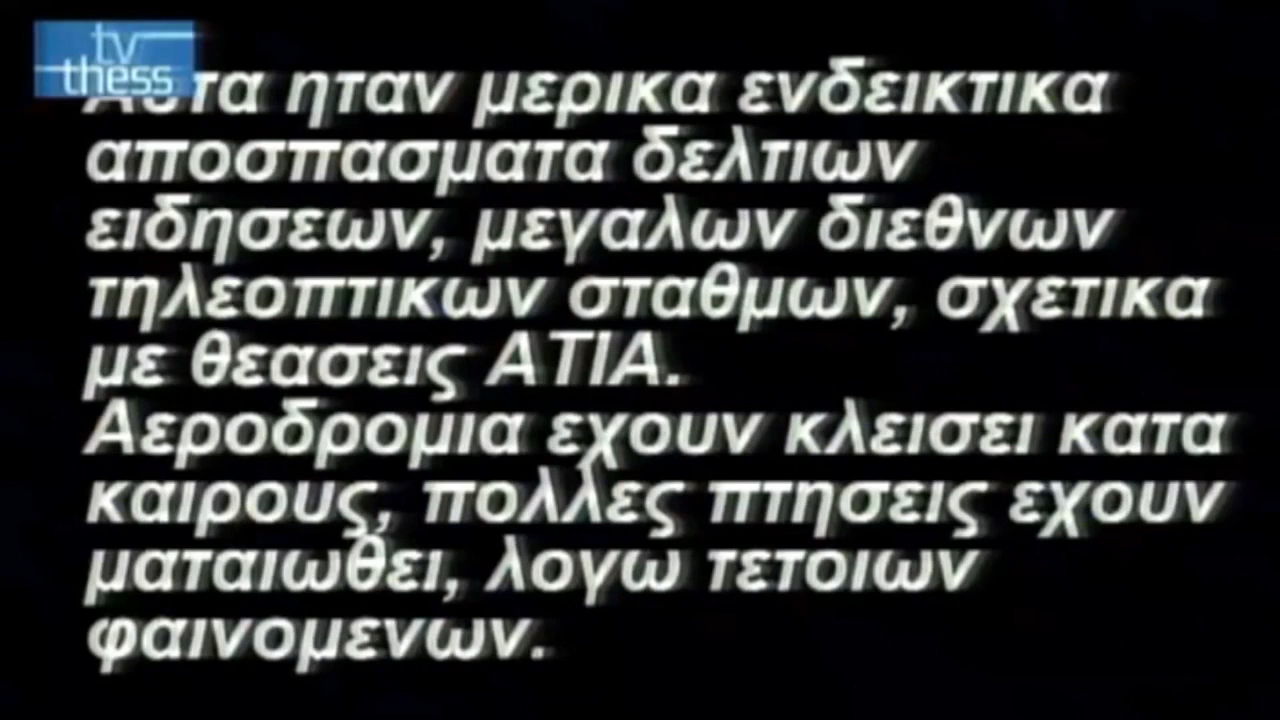 tv
thess
Αυτα ηταν μερικα ενδεικτικα
αποσπασματα δελτιων
ειδησεων, μεγαλων διεθνων
τηλεοπτικων σταθμων, σχετικα
με θεασεις ΑΤΙΑ.
Αεροδρομια εχουν κλεισει κατα
καιρους, πολλες πτησεις εχουν
ματαιωθει, λογω τετοιων
φαινομενων.